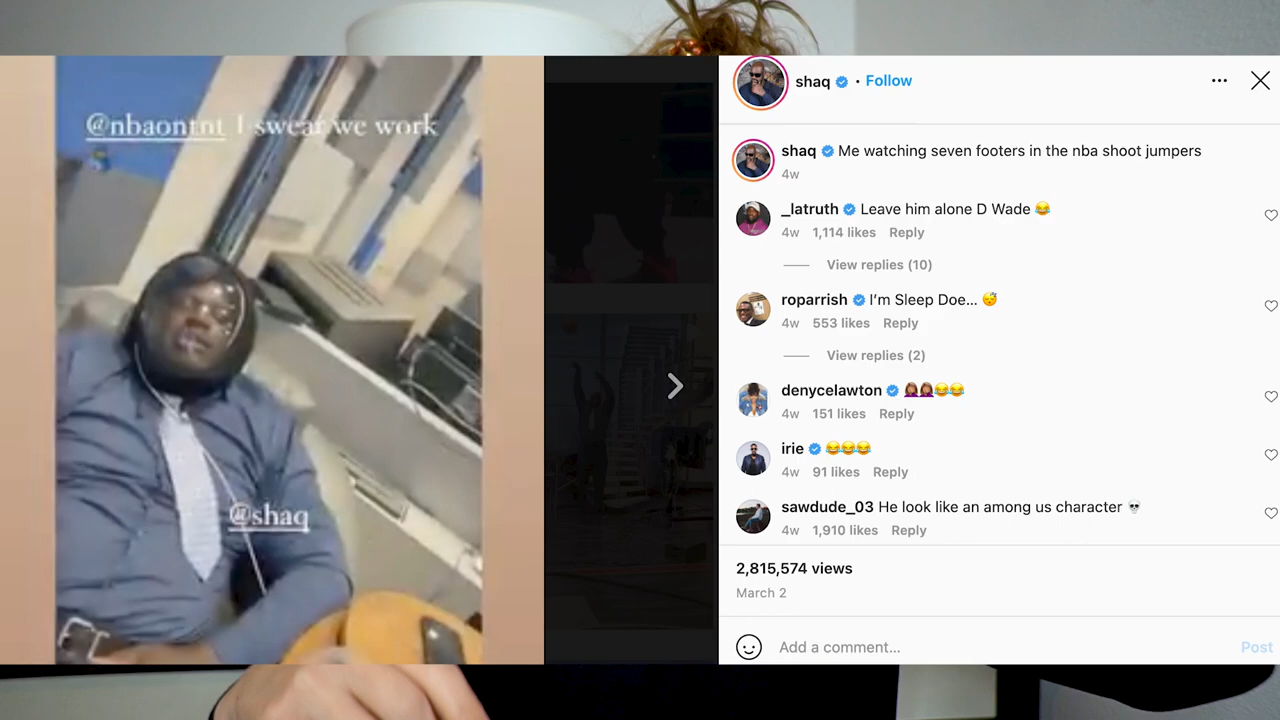 @nbaontnt I swear we work
@shaq
shaq • Follow
shaq Me watching seven footers in the nba shoot jumpers
4w
_latruth Leave him alone D Wade 😂
4w 1,114 likes Reply
View replies (10)
roparrish I’m Sleep Doe... 😴
4w 553 likes Reply
View replies (2)
denycelawton 🤦🏾‍♀️🤦🏾‍♀️😂😂
4w 151 likes Reply
irie 😂😂😂
4w 91 likes Reply
sawdude_03 He look like an among us character 💀
4w 1,910 likes Reply
2,815,574 views
March 2
Add a comment...
Post